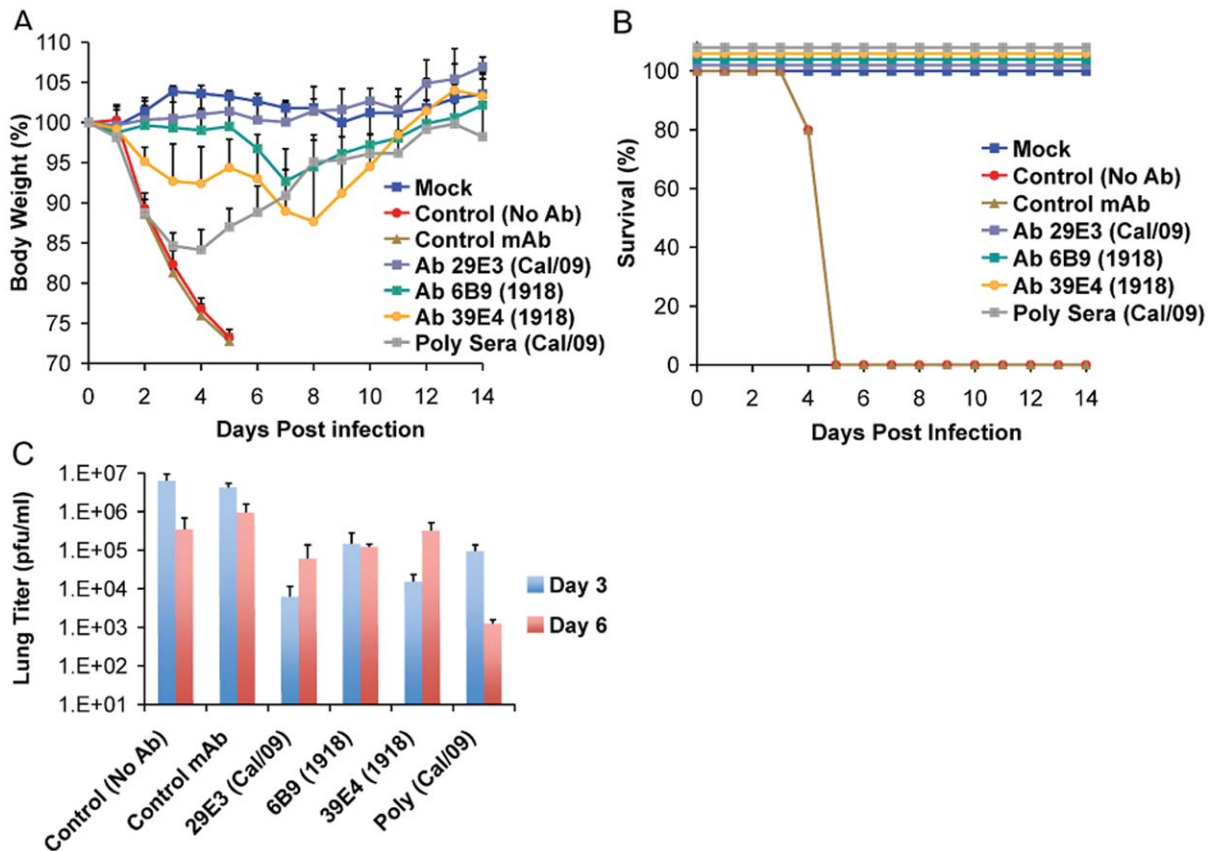 A
110
105
100
95
90
85
80
75
70
Body Weight (%)
0 2 4 6 8 10 12 14
Days Post infection
Mock
Control (No Ab)
Control mAb
Ab 29E3 (Cal/09)
Ab 6B9 (1918)
Ab 39E4 (1918)
Poly Sera (Cal/09)
B
100
80
60
40
20
0
Survival (%)
0 2 4 6 8 10 12 14
Days Post Infection
Mock
Control (No Ab)
Control mAb
Ab 29E3 (Cal/09)
Ab 6B9 (1918)
Ab 39E4 (1918)
Poly Sera (Cal/09)
C
1.E+07
1.E+06
1.E+05
1.E+04
1.E+03
1.E+02
1.E+01
Lung Titer (pfu/ml)
Control (No Ab)
Control mAb
29E3 (Cal/09)
6B9 (1918)
39E4 (1918)
Poly (Cal/09)
Day 3
Day 6